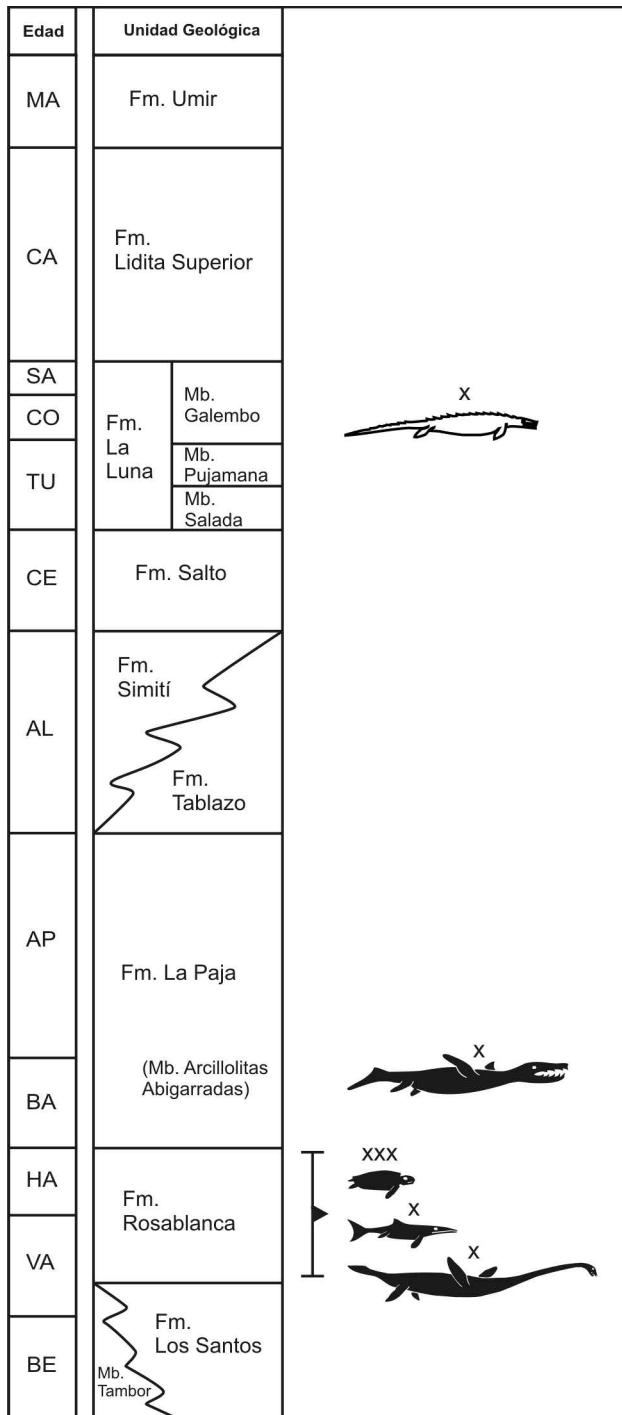 Edad Unidad Geológica
MA Fm. Umir
CA
Fm.
Lidita Superior
SA
CO
TU
Fm.
La
Luna
Mb.
Galembo
Mb.
Pujamana
Mb.
Salada
x
CE Fm. Salto
AL
Fm.
Simití
Fm.
Tablazo
AP
Fm. La Paja
(Mb. Arcillolitas
Abigarradas)
BA
x
HA
Fm.
Rosablanca
VA
xxx
x
x
Fm.
Los Santos
BE
Mb.
Tambor